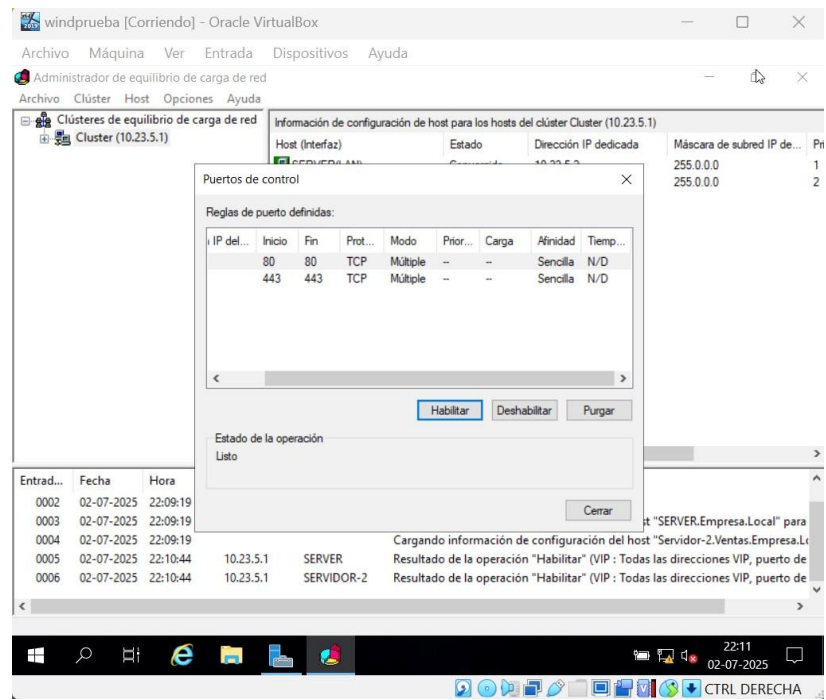 windprueba [Corriendo] - Oracle VirtualBox
Archivo Máquina Ver Entrada Dispositivos Ayuda
Administrador de equilibrio de carga de red
Archivo Clúster Host Opciones Ayuda
Clústeres de equilibrio de carga de red
Cluster (10.23.5.1)
Información de configuración de host para los hosts del clúster Cluster (10.23.5.1)
Host (Interfaz) Estado Dirección IP dedicada Máscara de subred IP de... Pri
255.0.0.0 1
255.0.0.0 2
Puertos de control
Reglas de puerto definidas:
IP del... Inicio Fin Prot... Modo Prior... Carga Afinidad Tiemp...
80 80 TCP Múltiple -- -- Sencilla N/D
443 443 TCP Múltiple -- -- Sencilla N/D
Habilitar Deshabilitar Purgar
Estado de la operación
Listo
Cerrar
Entrad... Fecha Hora
0002 02-07-2025 22:09:19
0003 02-07-2025 22:09:19 "SERVER.Empresa.Local" para
0004 02-07-2025 22:09:19 Cargando información de configuración del host "Servidor-2.Ventas.Empresa.Lo
0005 02-07-2025 22:10:44 10.23.5.1 SERVER Resultado de la operación "Habilitar" (VIP : Todas las direcciones VIP, puerto de
0006 02-07-2025 22:10:44 10.23.5.1 SERVIDOR-2 Resultado de la operación "Habilitar" (VIP : Todas las direcciones VIP, puerto de
22:11
02-07-2025
CTRL DERECHA